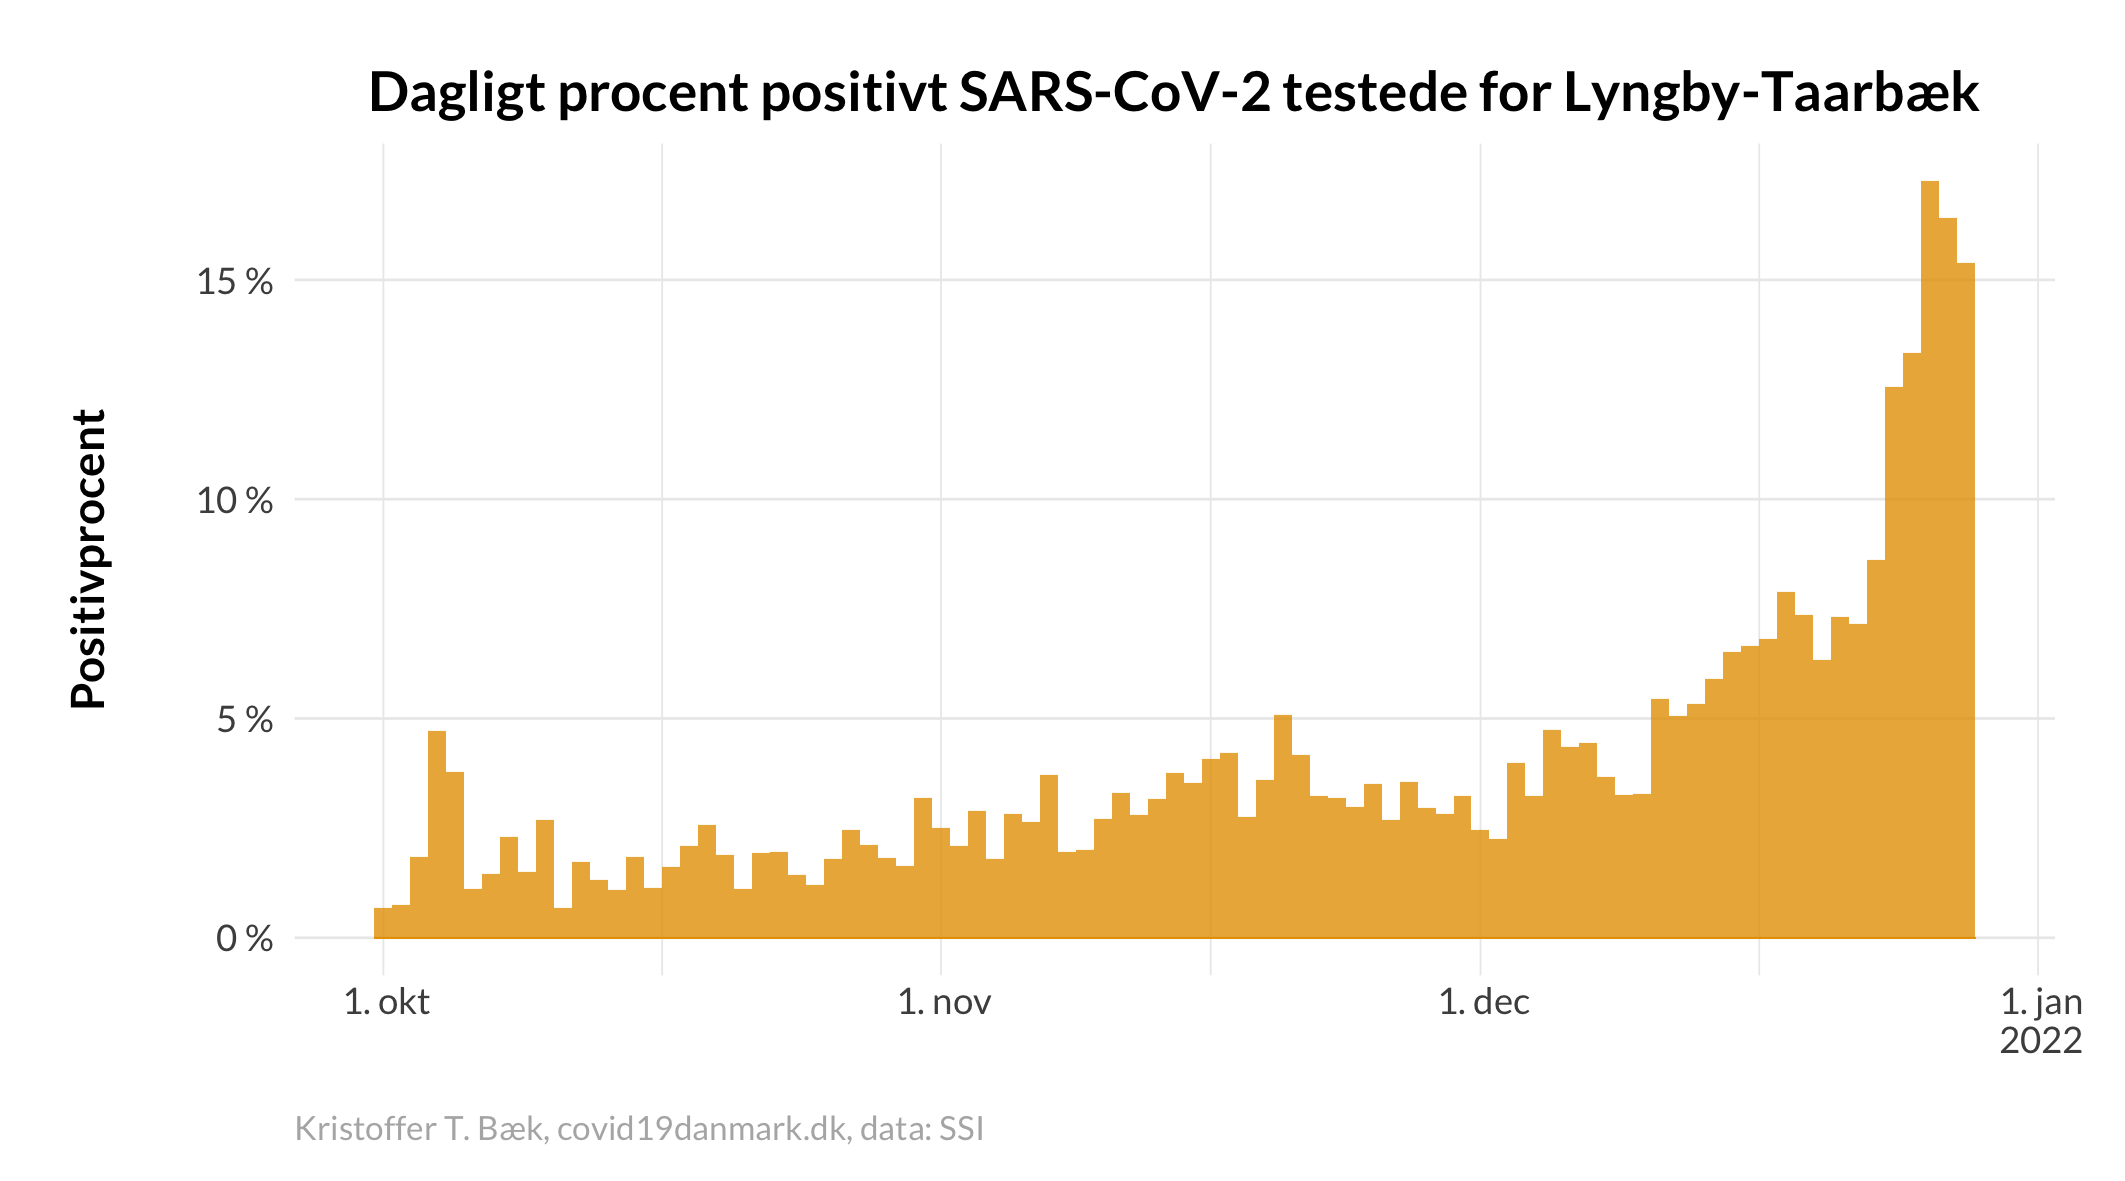 Dagligt procent positivt SARS-CoV-2 testede for Lyngby-Taarbæk
Positivprocent
15 %
10 %
5 %
0 %
1. okt
1. nov
1. dec
1. jan
2022
Kristoffer T. Bæk, covid19danmark.dk, data: SSI